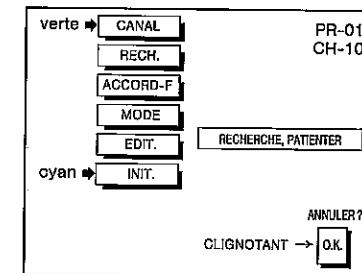 verte → CANAL
PR-01
CH-10
RECH.
ACCORD-F
MODE
EDIT.
RECHERCHE, PATIENTER
cyan → INIT.
ANNULER?
CLIGNOTANT → O.K.